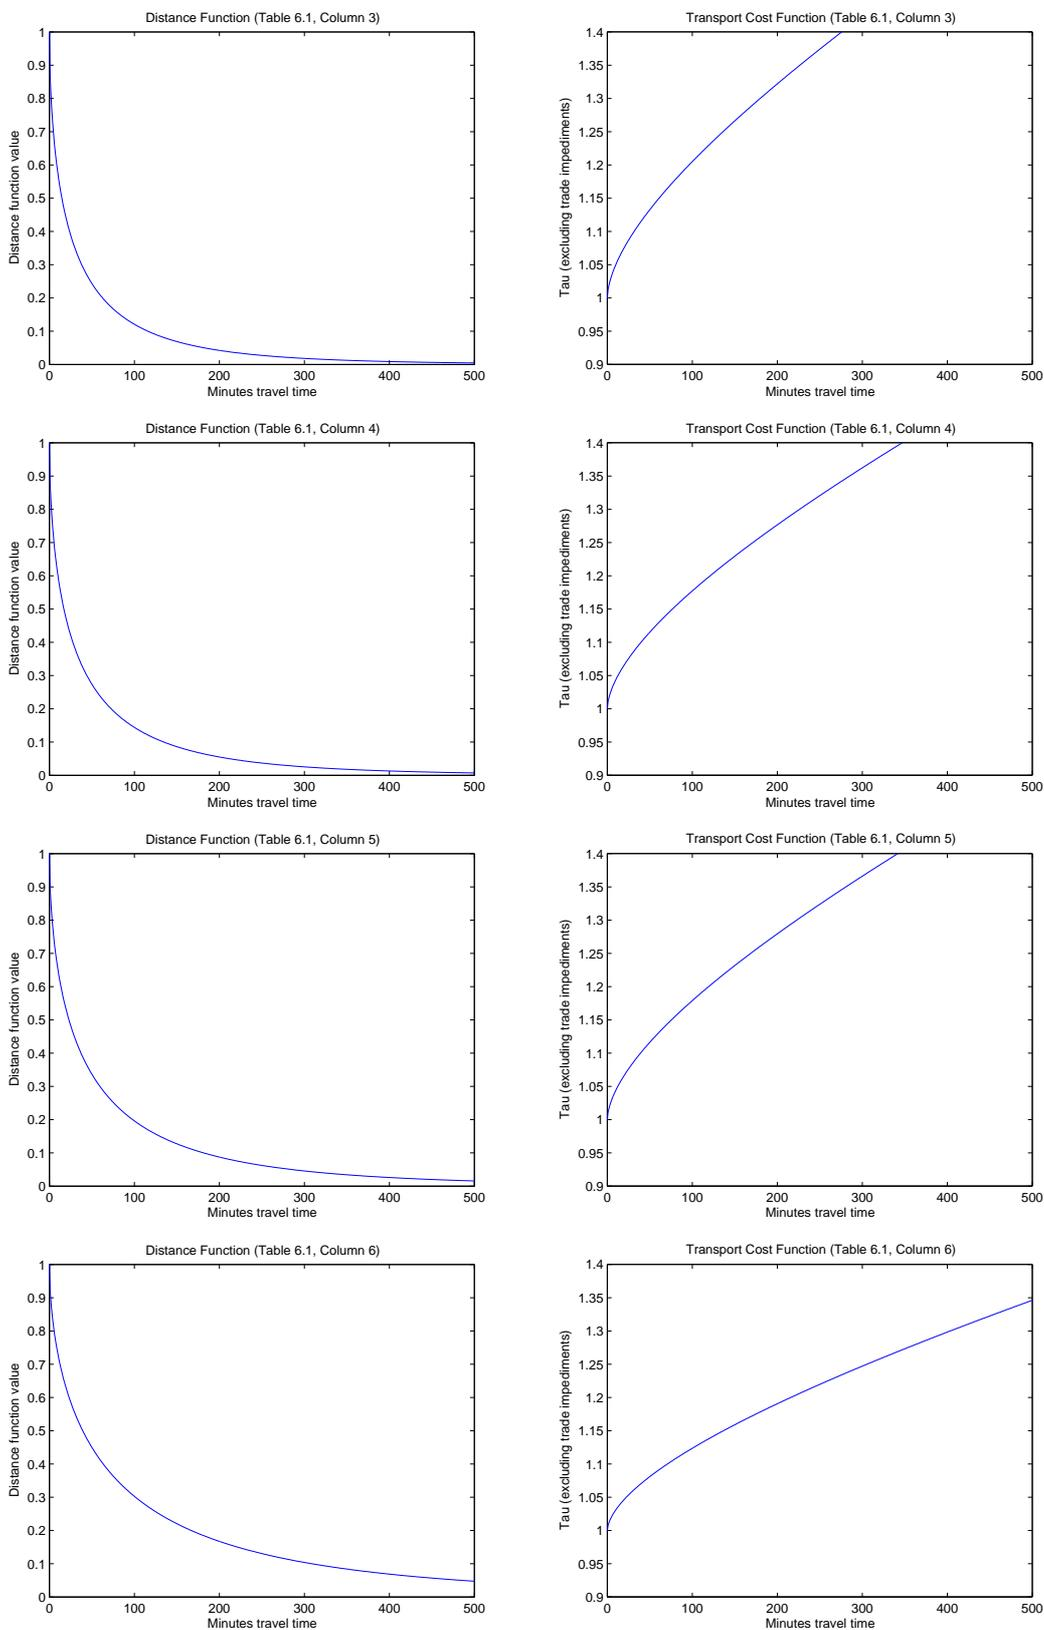 Distance Function (Table 6.1, Column 3)
1
0.9
0.8
0.7
0.6
0.5
0.4
0.3
0.2
0.1
0
Distance function value
0 100 200 300 400 500
Minutes travel time
Transport Cost Function (Table 6.1, Column 3)
1.4
1.35
1.3
1.25
1.2
1.15
1.1
1.05
1
0.95
0.9
Tau (excluding trade impediments)
0 100 200 300 400 500
Minutes travel time
Distance Function (Table 6.1, Column 4)
1
0.9
0.8
0.7
0.6
0.5
0.4
0.3
0.2
0.1
0
Distance function value
0 100 200 300 400 500
Minutes travel time
Transport Cost Function (Table 6.1, Column 4)
1.4
1.35
1.3
1.25
1.2
1.15
1.1
1.05
1
0.95
0.9
Tau (excluding trade impediments)
0 100 200 300 400 500
Minutes travel time
Distance Function (Table 6.1, Column 5)
1
0.9
0.8
0.7
0.6
0.5
0.4
0.3
0.2
0.1
0
Distance function value
0 100 200 300 400 500
Minutes travel time
Transport Cost Function (Table 6.1, Column 5)
1.4
1.35
1.3
1.25
1.2
1.15
1.1
1.05
1
0.95
0.9
Tau (excluding trade impediments)
0 100 200 300 400 500
Minutes travel time
Distance Function (Table 6.1, Column 6)
1
0.9
0.8
0.7
0.6
0.5
0.4
0.3
0.2
0.1
0
Distance function value
0 100 200 300 400 500
Minutes travel time
Transport Cost Function (Table 6.1, Column 6)
1.4
1.35
1.3
1.25
1.2
1.15
1.1
1.05
1
0.95
0.9
Tau (excluding trade impediments)
0 100 200 300 400 500
Minutes travel time